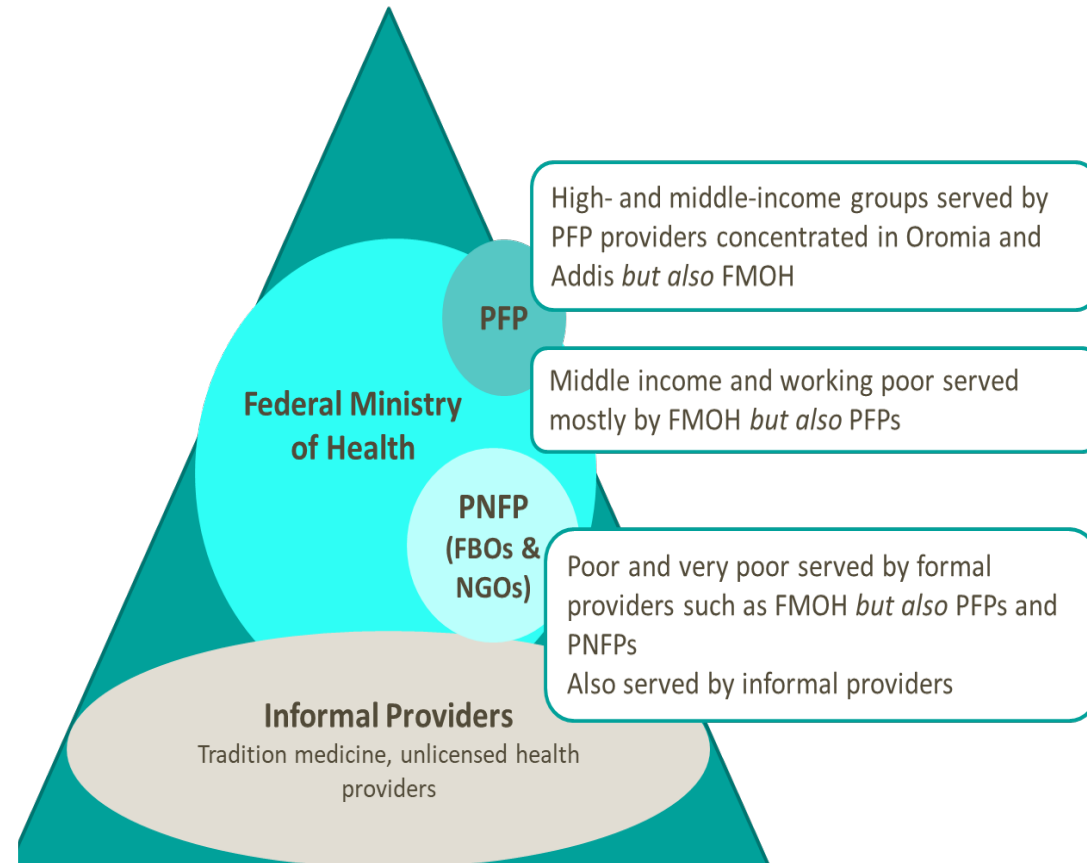 High- and middle-income groups served by
PFP providers concentrated in Oromia and
Addis but also FMOH
PFP
Middle income and working poor served
mostly by FMOH but also PFPs
Federal Ministry
of Health
PNFP
(FBOs &
NGOs)
Poor and very poor served by formal
providers such as FMOH but also PFPs and
PNFPs
Also served by informal providers
Informal Providers
Tradition medicine, unlicensed health
providers